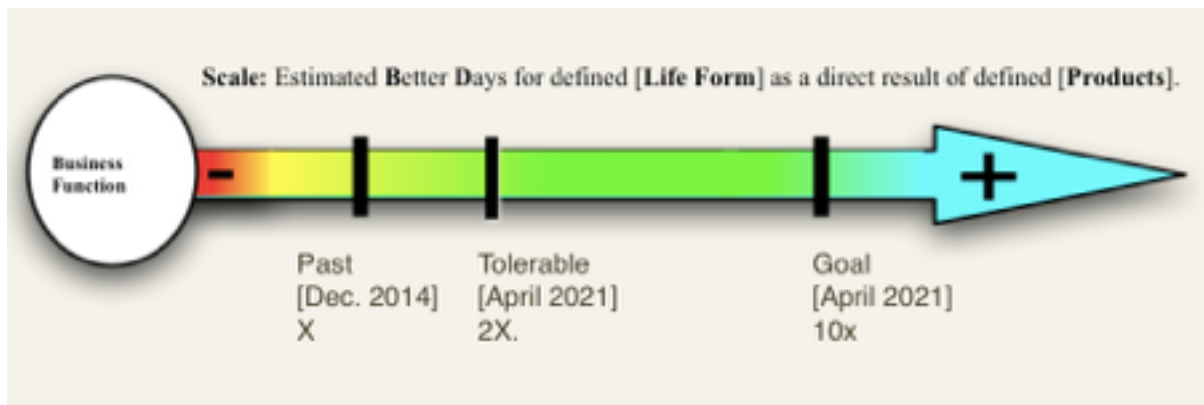 Scale: Estimated Better Days for defined [Life Form] as a direct result of defined [Products].
Business
Function
-
+
Past
[Dec. 2014]
X
Tolerable
[April 2021]
2X.
Goal
[April 2021]
10x